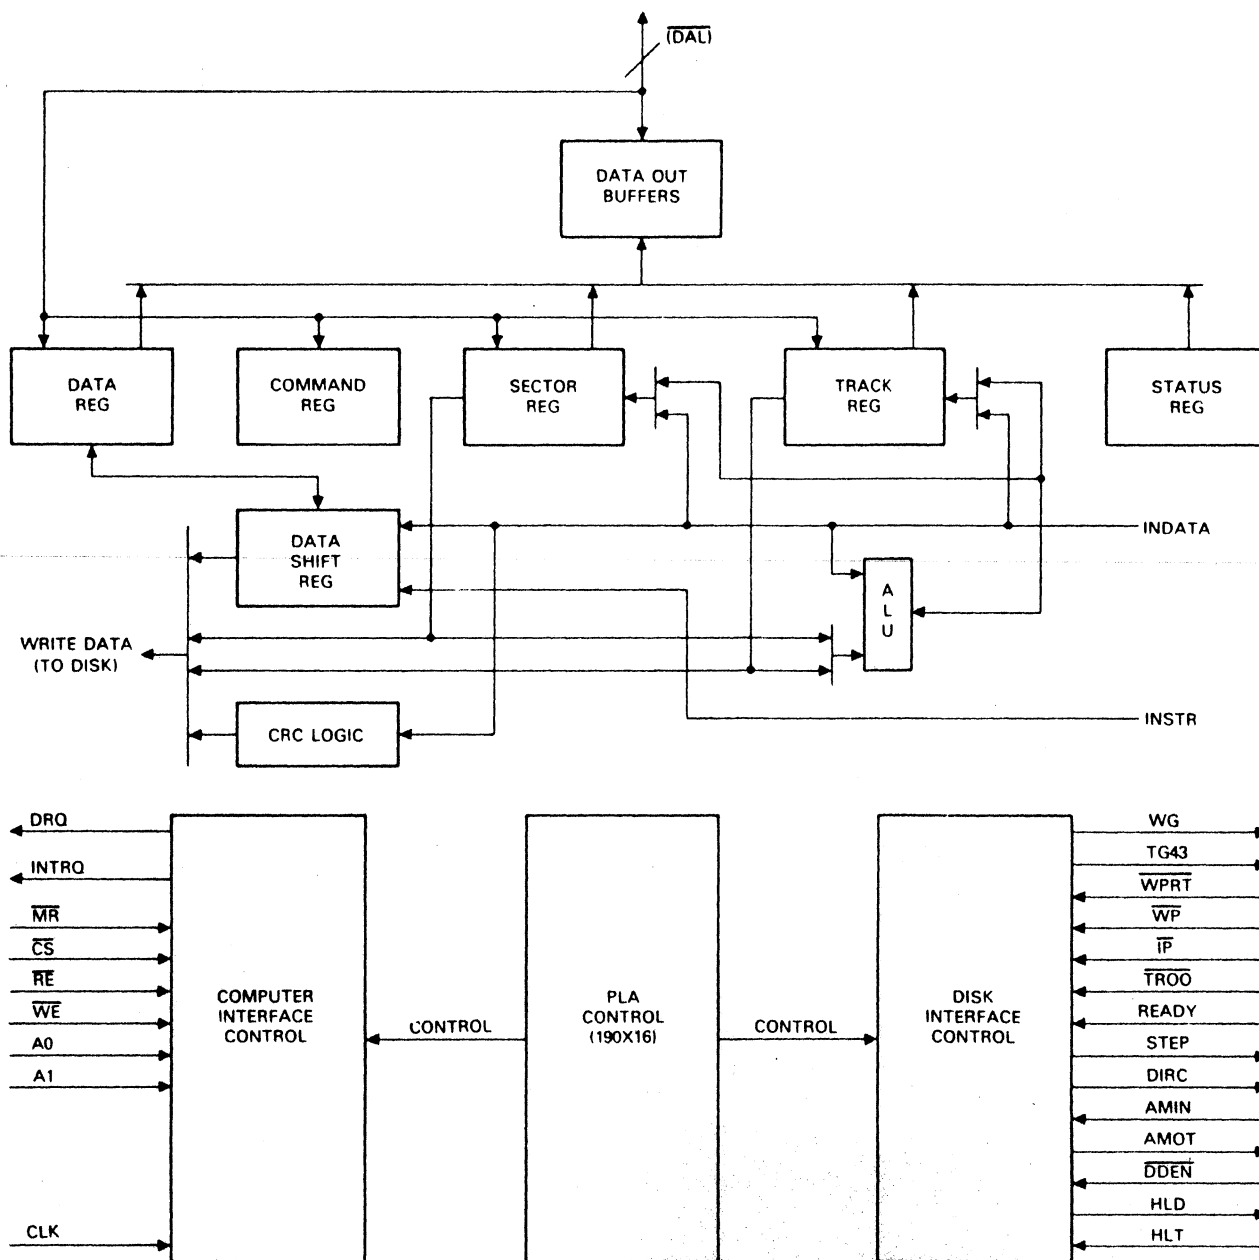 (DAL)
DATA OUT
BUFFERS
DATA
REG
COMMAND
REG
SECTOR
REG
TRACK
REG
STATUS
REG
DATA
SHIFT
REG
INDATA
A
L
U
WRITE DATA
(TO DISK)
INSTR
CRC LOGIC
DRQ
INTRQ
MR
CS
RE
WE
A0
A1
CLK
COMPUTER
INTERFACE
CONTROL
CONTROL
PLA
CONTROL
(190X16)
CONTROL
DISK
INTERFACE
CONTROL
WG
TG43
WPRT
WP
IP
TROO
READY
STEP
DIRC
AMIN
AMOT
DDEN
HLD
HLT